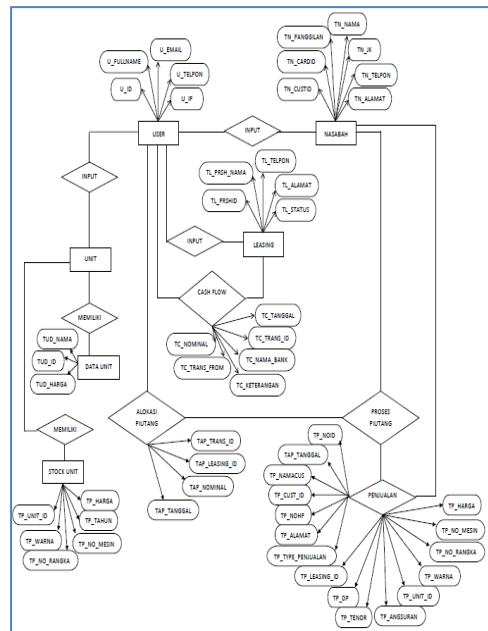 TN_NAMA
TN_PANGGILAN
TN_JK
TN_CARDID
TN_TELPON
TN_CUSTID
TN_ALAMAT
U_EMAIL
U_FULLNAME
U_TELPON
U_ID
U_IP
USER
INPUT
NASABAH
INPUT
TL_TELPON
TL_PRSH_NAMA
TL_ALAMAT
TL_PRSHID
TL_STATUS
INPUT
LEASING
UNIT
CASH FLOW
MEMILIKI
TC_TANGGAL
TC_TRANS_ID
TC_NOMINAL
TC_NAMA_BANK
TC_TRANS_FROM
TC_KETERANGAN
TUD_NAMA
TUD_ID
TUD_HARGA
DATA UNIT
ALOKASI
PIUTANG
PROSES
PIUTANG
MEMILIKI
STOCK UNIT
TAP_TRANS_ID
TAP_LEASING_ID
TAP_NOMINAL
TAP_TANGGAL
TP_HARGA
TP_UNIT_ID
TP_TAHUN
TP_WARNA
TP_NO_MESIN
TP_NO_RANGKA
TP_NOID
TAP_TANGGAL
TP_NAMACUS
TP_CUST_ID
PENJUALAN
TP_NOHP
TP_ALAMAT
TP_TYPE_PENJUALAN
TP_LEASING_ID
TP_DP
TP_TENOR
TP_ANGSURAN
TP_UNIT_ID
TP_WARNA
TP_NO_RANGKA
TP_NO_MESIN
TP_HARGA